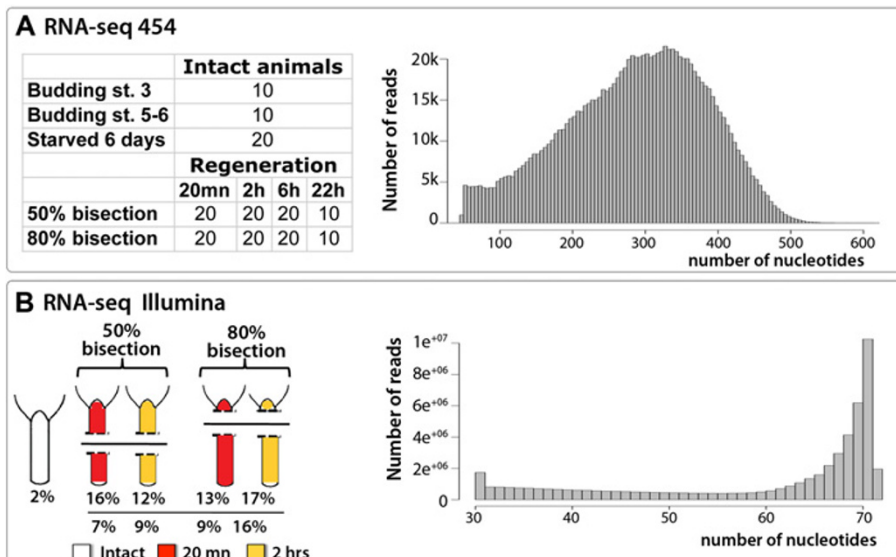 A RNA-seq 454
Intact animals
Budding st. 3 10
Budding st. 5-6 10
Starved 6 days 20
Regeneration
20mn 2h 6h 22h
50% bisection 20 20 20 10
80% bisection 20 20 20 10
Number of reads
20k
15k
10k
5k
0
100 200 300 400 500 600
number of nucleotides
B RNA-seq Illumina
50% bisection
80% bisection
2% 16% 12% 13% 17%
7% 9% 9% 16%
Intact 20 mn 2 hrs
Number of reads
1e+07
8e+06
6e+06
4e+06
2e+06
0
30 40 50 60 70
number of nucleotides